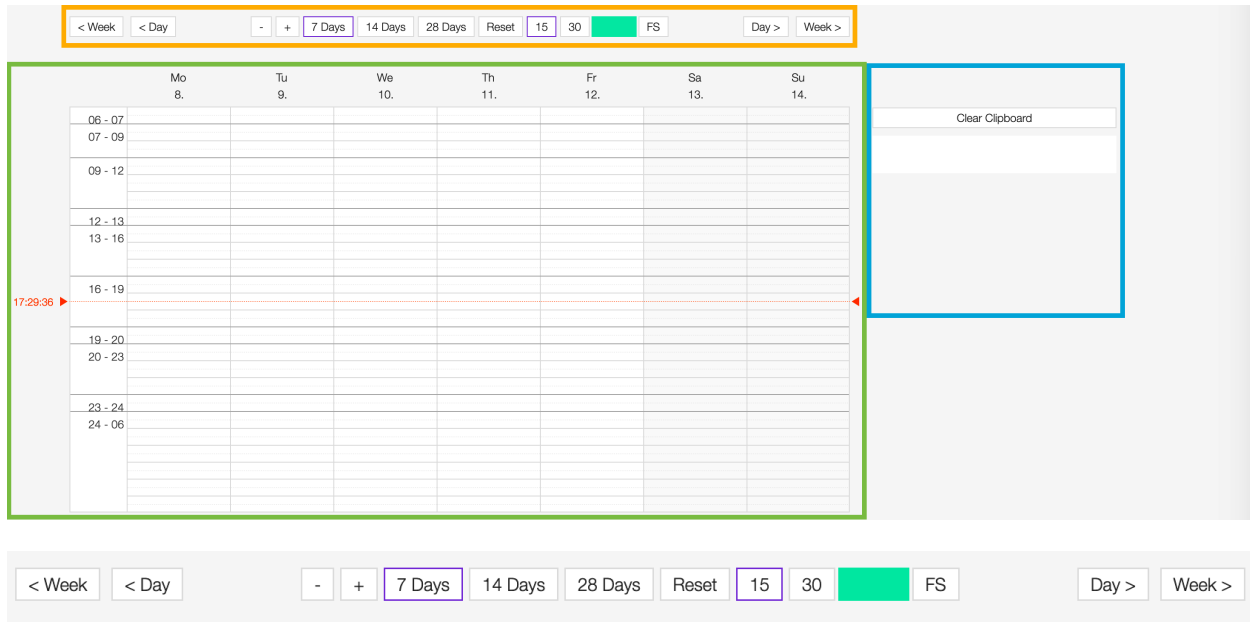 < Week < Day - + 7 Days 14 Days 28 Days Reset 15 30 FS Day > Week >
Mo Tu We Th Fr Sa Su
8. 9. 10. 11. 12. 13. 14.
Clear Clipboard
06 - 07
07 - 09
09 - 12
12 - 13
13 - 16
16 - 19
17:29:36
19 - 20
20 - 23
23 - 24
24 - 06
< Week < Day - + 7 Days 14 Days 28 Days Reset 15 30 FS Day > Week >